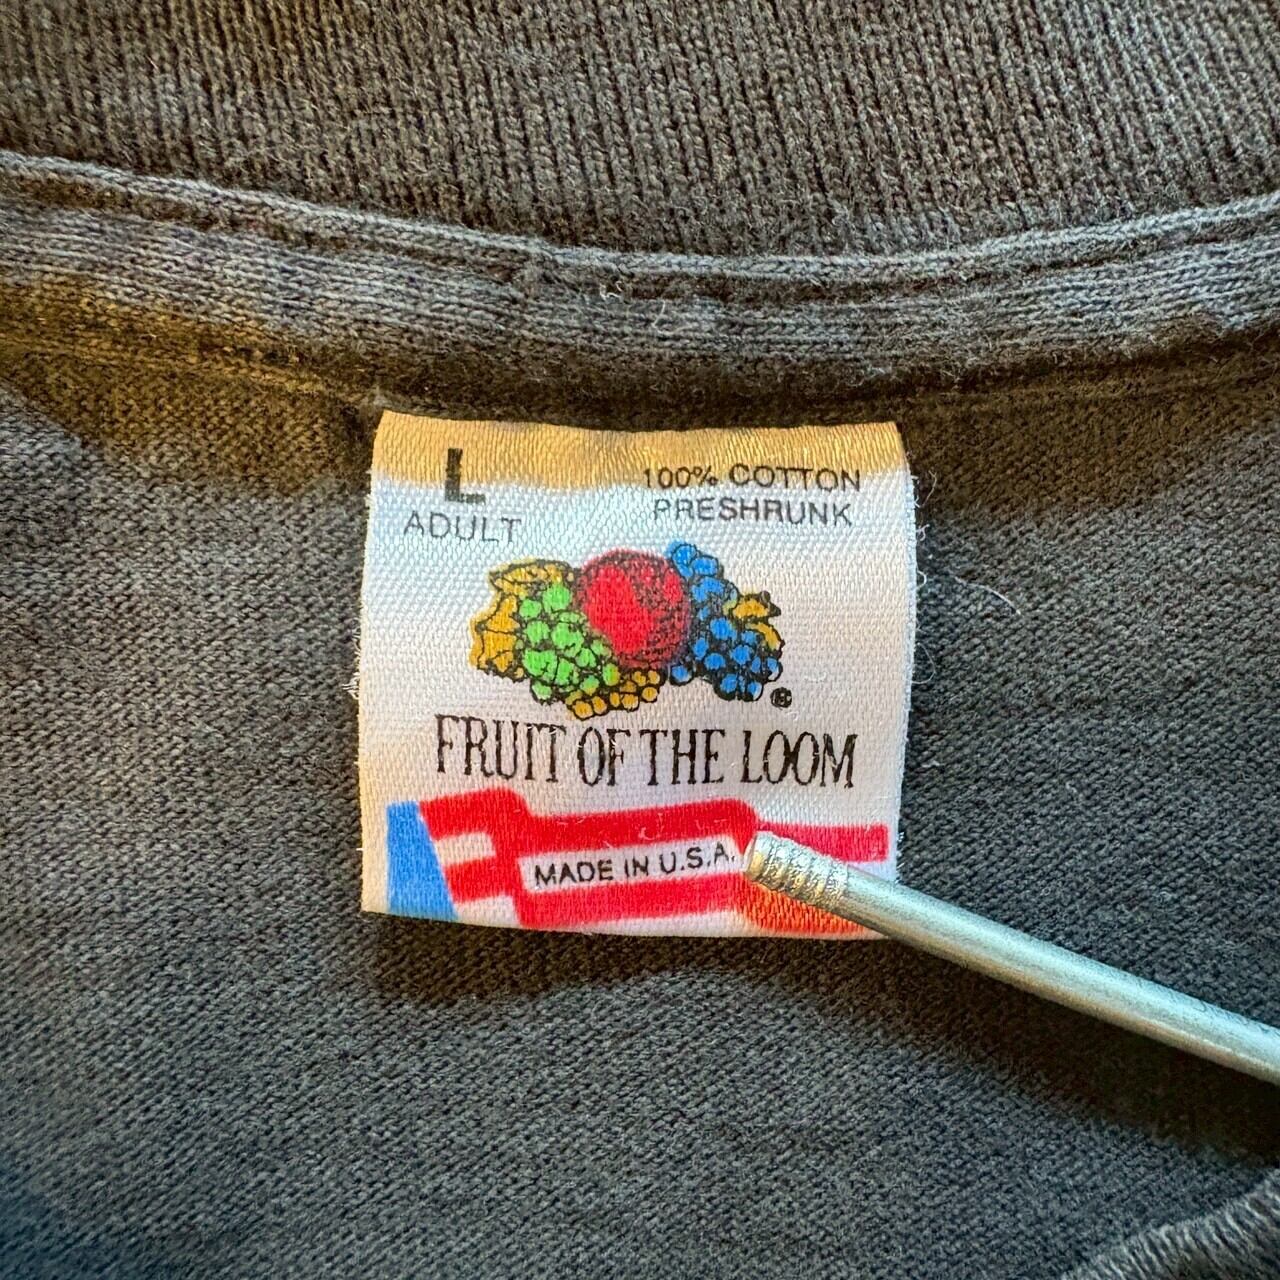 L
ADULT
100% COTTON
PRESHRUNK
®
FRUIT OF THE LOOM
MADE IN U.S.A.